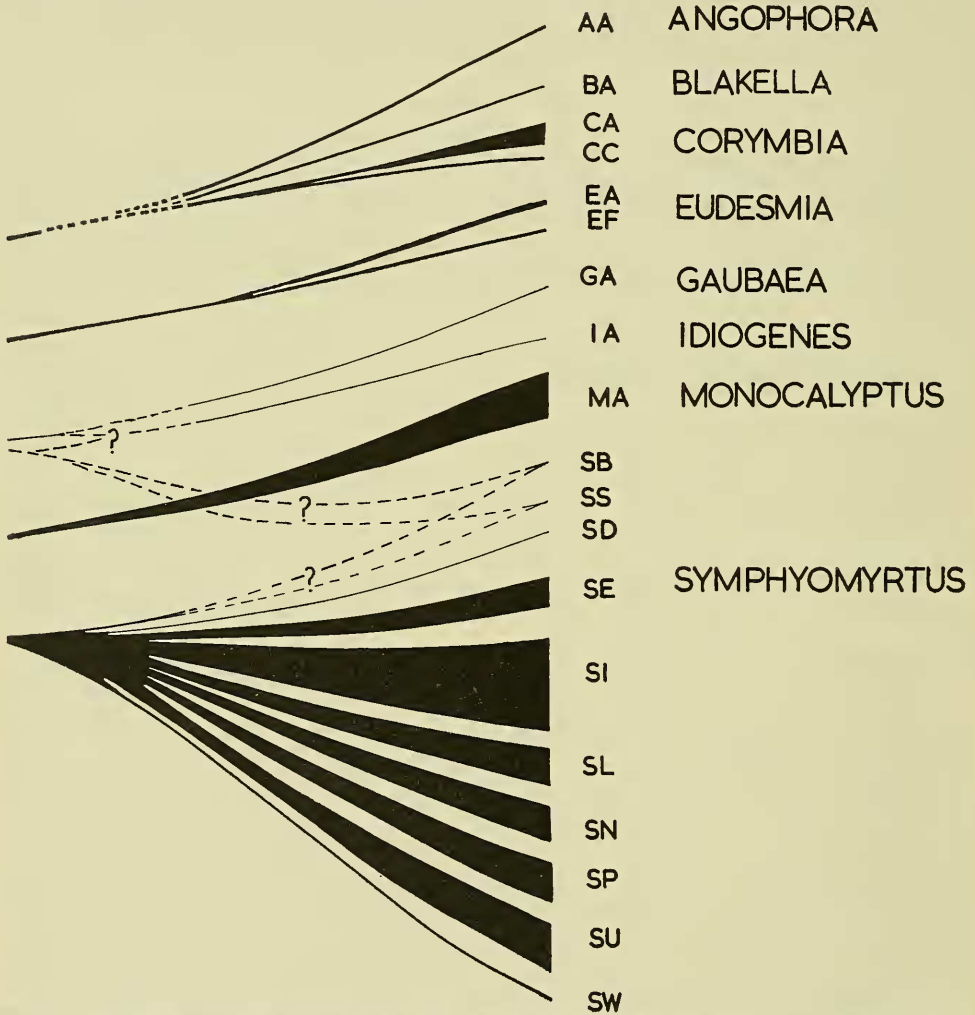 AA ANGOPHORA
BA BLAKELLA
CA
CC CORYMBIA
EA
EF EUDESMIA
GA GAUBAEA
IA IDIOGENES
MA MONOCALYPTUS
?
SB
?
SS
SD
?
SE SYMPHYOMYRTUS
SI
SL
SN
SP
SU
SW